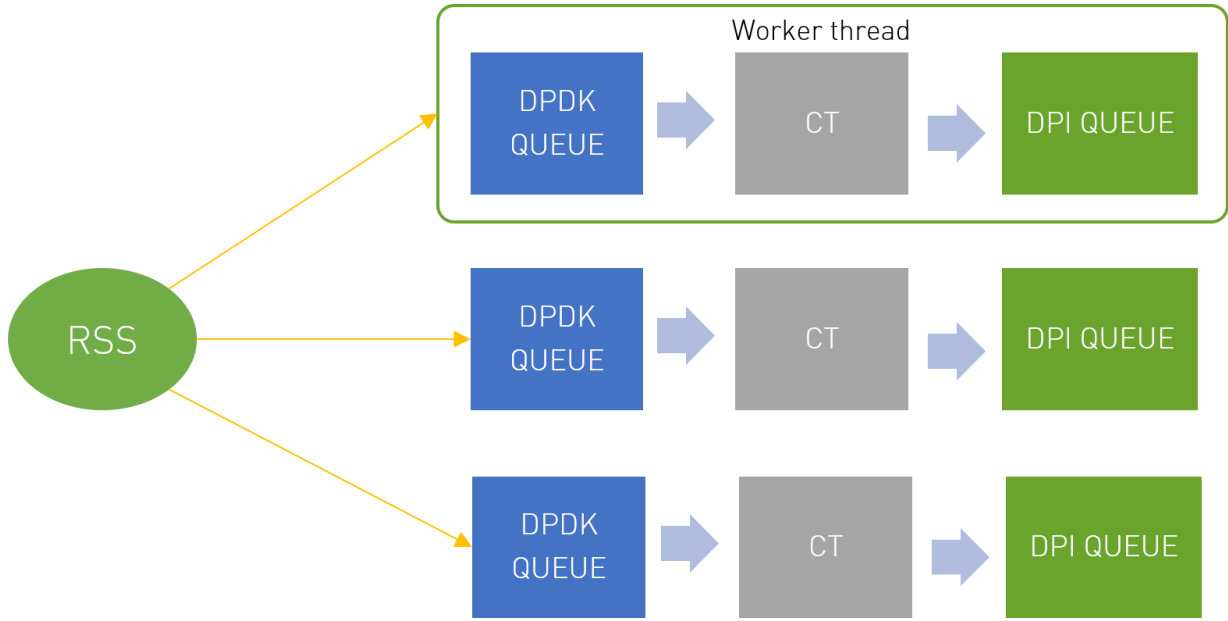 Worker thread
DPDK
QUEUE
CT
DPI QUEUE
RSS
DPDK
QUEUE
CT
DPI QUEUE
DPDK
QUEUE
CT
DPI QUEUE